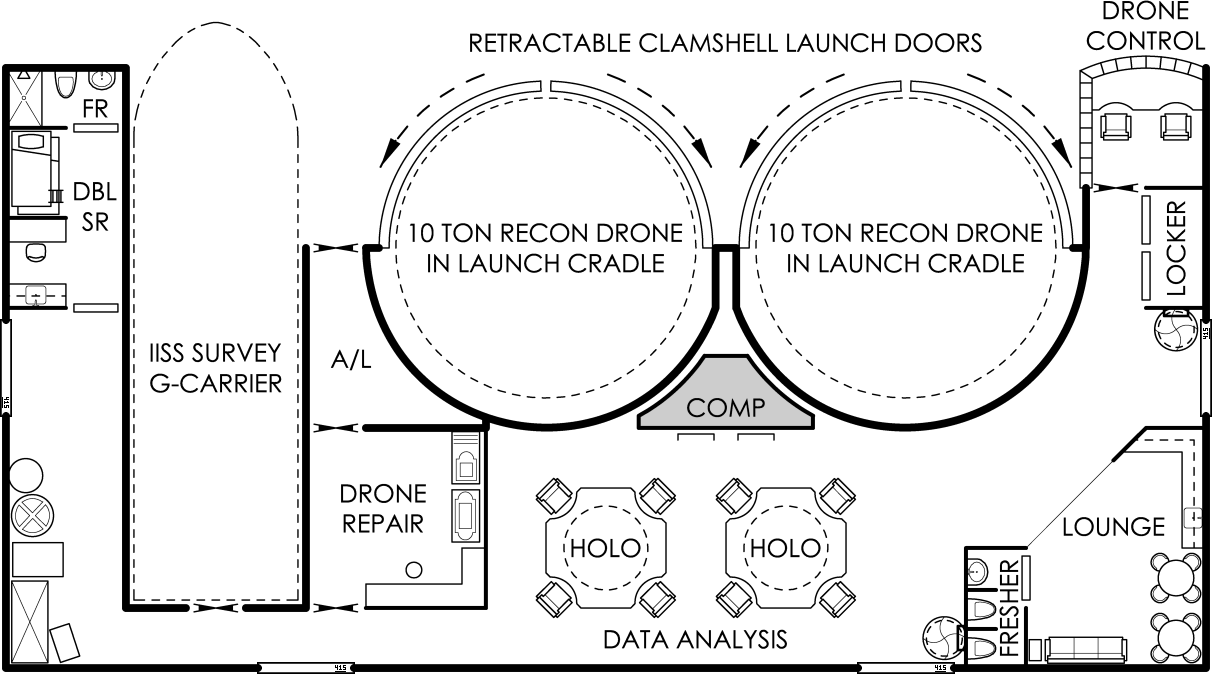 DRONE
CONTROL
RETRACTABLE CLAMSHELL LAUNCH DOORS
FR
DBL
SR
10 TON RECON DRONE
IN LAUNCH CRADLE
10 TON RECON DRONE
IN LAUNCH CRADLE
LOCKER
IISS SURVEY
G-CARRIER
A/L
COMP
DRONE
REPAIR
HOLO
HOLO
LOUNGE
FRESHER
DATA ANALYSIS
415
415
415